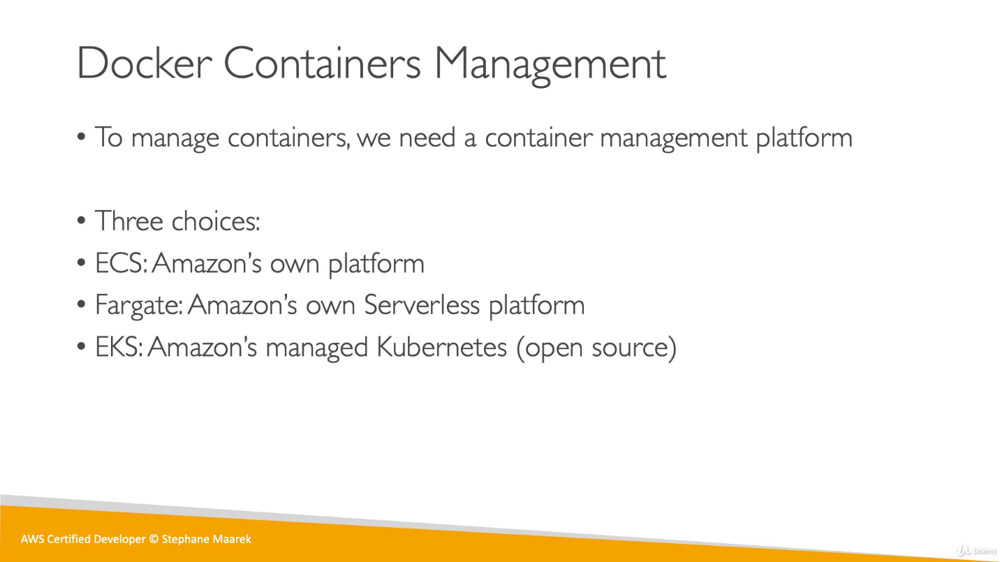 Docker Containers Management
• To manage containers, we need a container management platform
• Three choices:
• ECS: Amazon’s own platform
• Fargate: Amazon’s own Serverless platform
• EKS: Amazon’s managed Kubernetes (open source)
AWS Certified Developer © Stephane Maarek
Udemy